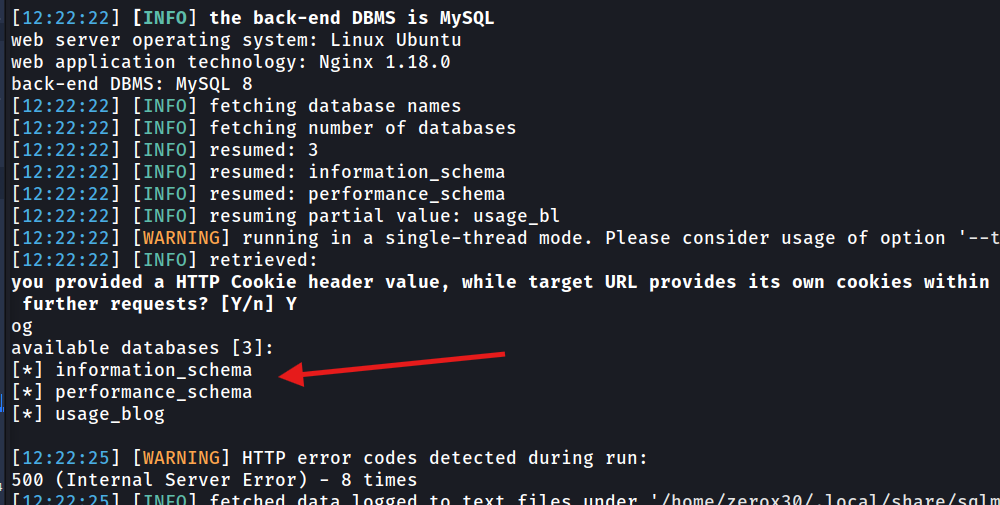 [12:22:22] [INFO] the back-end DBMS is MySQL
web server operating system: Linux Ubuntu
web application technology: Nginx 1.18.0
back-end DBMS: MySQL 8
[12:22:22] [INFO] fetching database names
[12:22:22] [INFO] fetching number of databases
[12:22:22] [INFO] resumed: 3
[12:22:22] [INFO] resumed: information_schema
[12:22:22] [INFO] resumed: performance_schema
[12:22:22] [INFO] resuming partial value: usage_bl
[12:22:22] [WARNING] running in a single-thread mode. Please consider usage of option '--t
[12:22:22] [INFO] retrieved:
you provided a HTTP Cookie header value, while target URL provides its own cookies within
further requests? [Y/n] Y
og
available databases [3]:
[*] information_schema
[*] performance_schema
[*] usage_blog
[12:22:25] [WARNING] HTTP error codes detected during run:
500 (Internal Server Error) - 8 times
[12:22:25] [INFO] fetched data logged to text files under '/home/zerox30/.local/share/sqlm